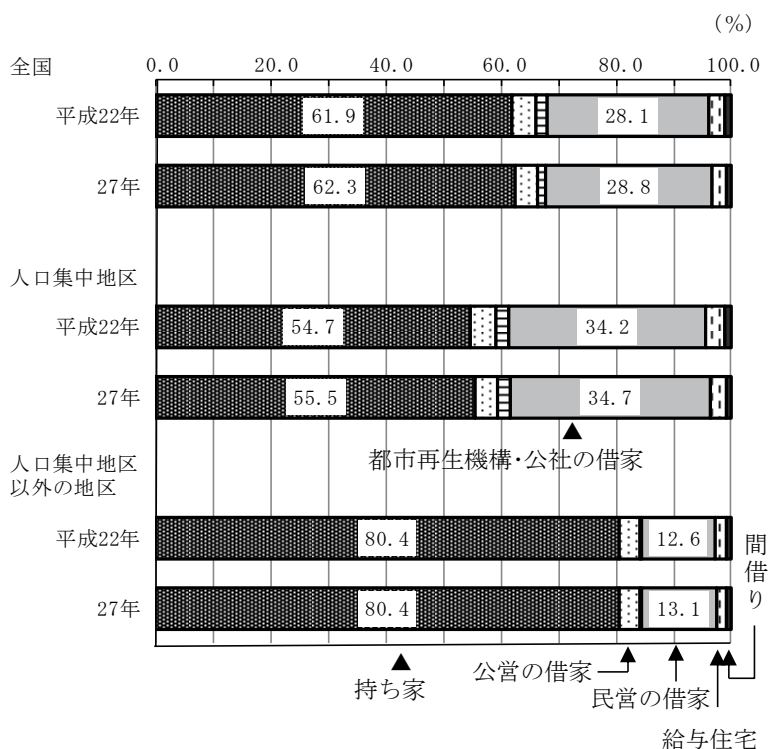 (%)
全国
0.0 20.0 40.0 60.0 80.0 100.0
平成22年
61.9 28.1
27年
62.3 28.8
人口集中地区
平成22年
54.7 34.2
27年
55.5 34.7
都市再生機構・公社の借家
人口集中地区
以外の地区
平成22年
80.4 12.6
27年
80.4 13.1
間借り
持ち家
公営の借家
民営の借家
給与住宅